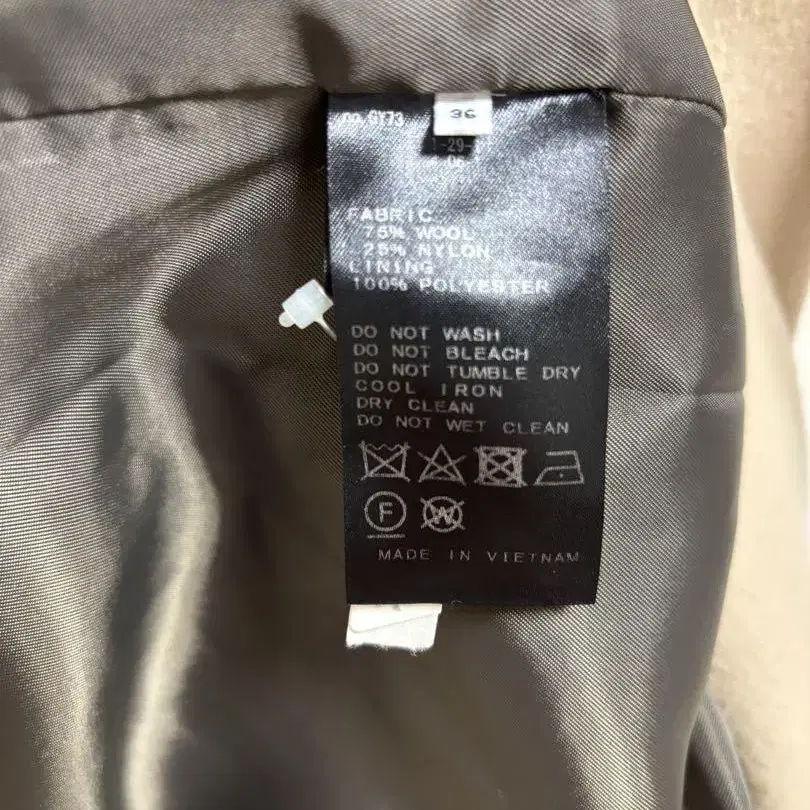 GY73
36
FABRIC
75% WOOL
25% NYLON
LINING
100% POLYESTER
DO NOT WASH
DO NOT BLEACH
DO NOT TUMBLE DRY
COOL IRON
DRY CLEAN
DO NOT WET CLEAN
F
W
MADE IN VIETNAM